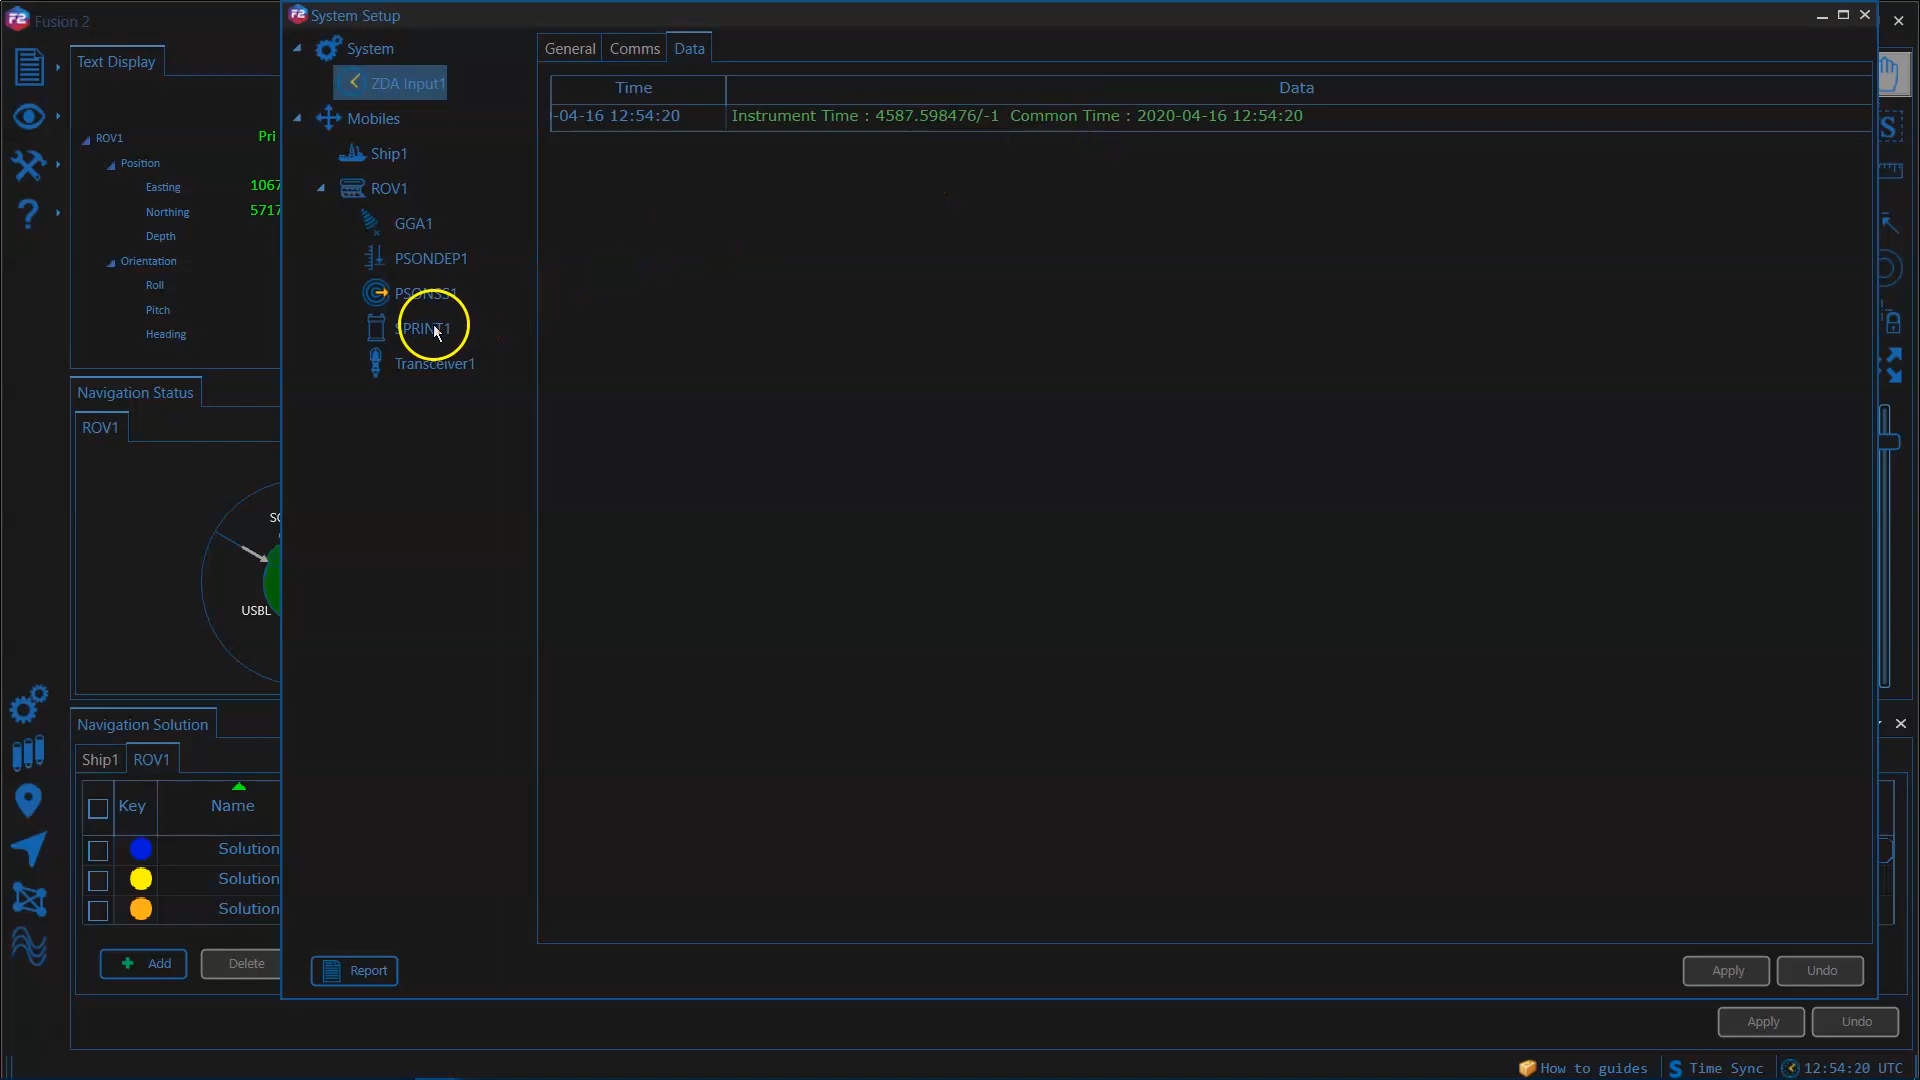 Fusion 2
System Setup
Text Display
System
General
Comms
Data
ZDA Input1
Time
Data
-04-16 12:54:20
Instrument Time : 4587.598476/-1 Common Time : 2020-04-16 12:54:20
Mobiles
ROV1
Pri
Ship1
Position
Easting
1067
ROV1
Northing
5717
GGA1
Depth
PSONDEP1
Orientation
Roll
PSONSS1
Pitch
SPRINT1
Heading
Transceiver1
Navigation Status
ROV1
USBL
Navigation Solution
Ship1
ROV1
Key
Name
Solution
Solution
Solution
Add
Delete
Report
Apply
Undo
Apply
Undo
How to guides
Time Sync
12:54:20 UTC